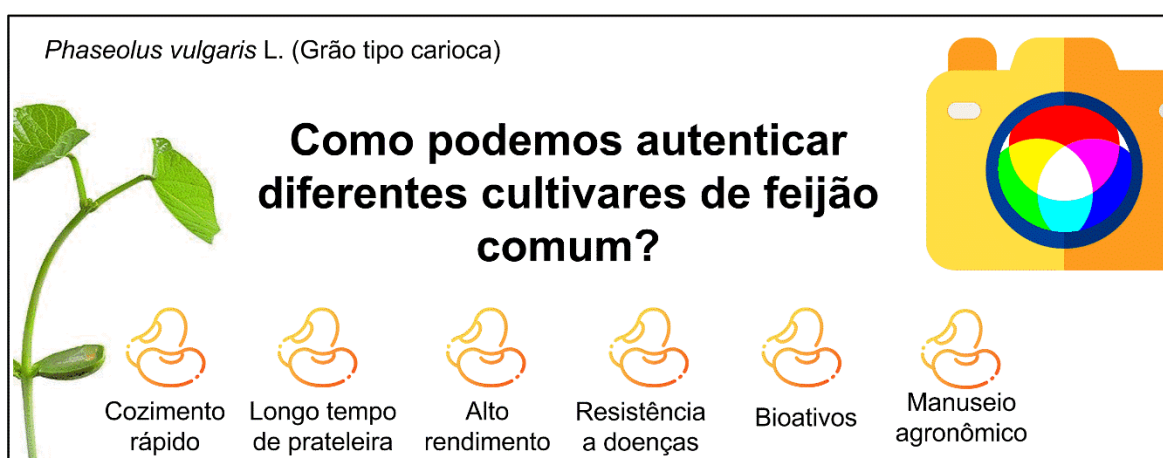 Phaseolus vulgaris L. (Grão tipo carioca)
Como podemos autenticar
diferentes cultivares de feijão
comum?
Cozimento
rápido
Longo tempo
de prateleira
Alto
rendimento
Resistência
a doenças
Bioativos
Manuseio
agronômico